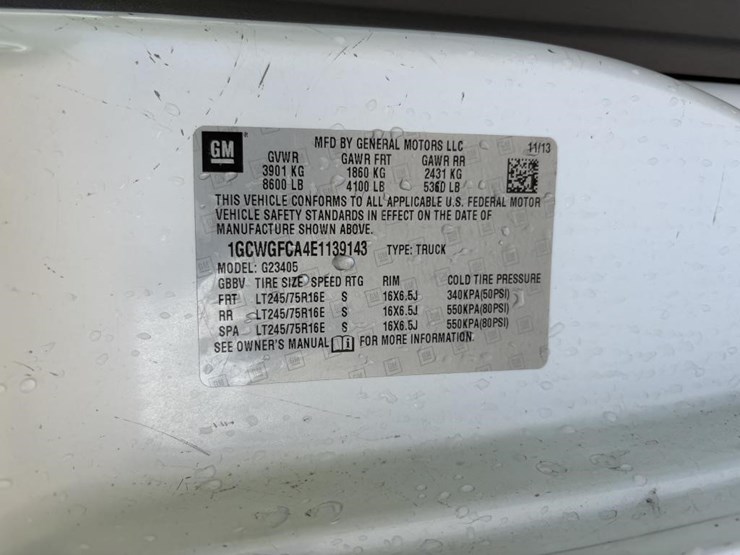 GM ®
MFD BY GENERAL MOTORS LLC 11/13
GVWR GAWR FRT GAWR RR
3901 KG 1860 KG 2431 KG
8600 LB 4100 LB 5360 LB
THIS VEHICLE CONFORMS TO ALL APPLICABLE U.S. FEDERAL MOTOR
VEHICLE SAFETY STANDARDS IN EFFECT ON THE DATE OF
MANUFACTURE SHOWN ABOVE.
1GCWGFCA4E1139143 TYPE: TRUCK
MODEL: G23405
GBBV TIRE SIZE SPEED RTG RIM COLD TIRE PRESSURE
FRT LT245/75R16E S 16X6.5J 340KPA(50PSI)
RR LT245/75R16E S 16X6.5J 550KPA(80PSI)
SPA LT245/75R16E S 16X6.5J 550KPA(80PSI)
SEE OWNER'S MANUAL i FOR MORE INFORMATION.